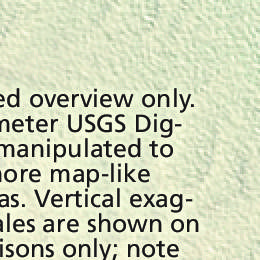 ed overview only.
meter USGS Dig-
manipulated to
more map-like
as. Vertical exag-
ales are shown on
isons only; note